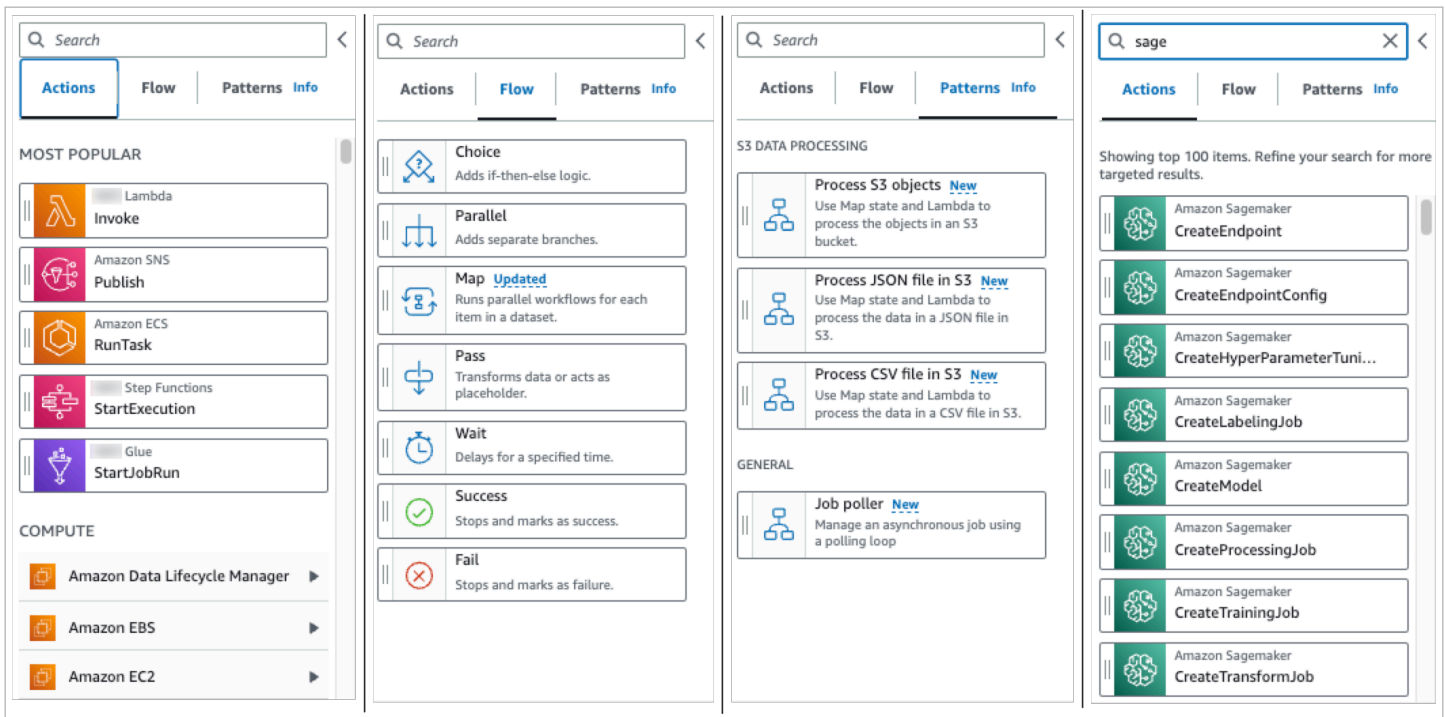 Search
Actions
Flow
Patterns Info
MOST POPULAR
Lambda
Invoke
Amazon SNS
Publish
Amazon ECS
RunTask
Step Functions
StartExecution
Glue
StartJobRun
COMPUTE
Amazon Data Lifecycle Manager
Amazon EBS
Amazon EC2
Search
Actions
Flow
Patterns Info
Choice
Adds if-then-else logic.
Parallel
Adds separate branches.
Map Updated
Runs parallel workflows for each
item in a dataset.
Pass
Transforms data or acts as
placeholder.
Wait
Delays for a specified time.
Success
Stops and marks as success.
Fail
Stops and marks as failure.
Search
Actions
Flow
Patterns Info
S3 DATA PROCESSING
Process S3 objects New
Use Map state and Lambda to
process the objects in an S3
bucket.
Process JSON file in S3 New
Use Map state and Lambda to
process the data in a JSON file in
S3.
Process CSV file in S3 New
Use Map state and Lambda to
process the data in a CSV file in S3.
GENERAL
Job poller New
Manage an asynchronous job using
a polling loop
sage
Actions
Flow
Patterns Info
Showing top 100 items. Refine your search for more
targeted results.
Amazon Sagemaker
CreateEndpoint
Amazon Sagemaker
CreateEndpointConfig
Amazon Sagemaker
CreateHyperParameterTuni...
Amazon Sagemaker
CreateLabelingJob
Amazon Sagemaker
CreateModel
Amazon Sagemaker
CreateProcessingJob
Amazon Sagemaker
CreateTrainingJob
Amazon Sagemaker
CreateTransformJob